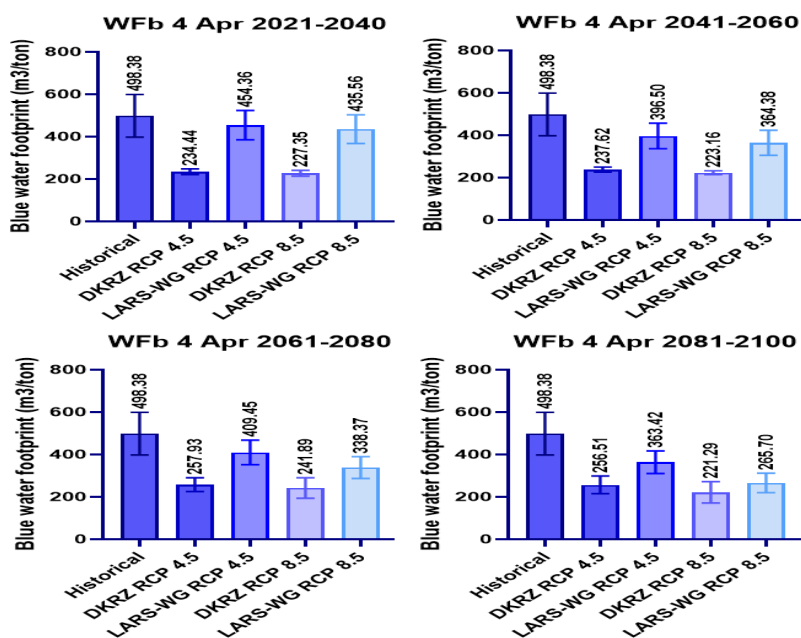 WFb 4 Apr 2021-2040
Blue water footprint (m3/ton)
800
600
400
200
0
498.38
234.44
454.36
227.35
435.56
Historical
DKRZ RCP 4.5
LARS-WG RCP 4.5
DKRZ RCP 8.5
LARS-WG RCP 8.5
WFb 4 Apr 2041-2060
Blue water footprint (m3/ton)
800
600
400
200
0
498.38
237.62
396.50
223.16
364.38
Historical
DKRZ RCP 4.5
LARS-WG RCP 4.5
DKRZ RCP 8.5
LARS-WG RCP 8.5
WFb 4 Apr 2061-2080
Blue water footprint (m3/ton)
800
600
400
200
0
498.38
257.93
409.45
241.89
338.37
Historical
DKRZ RCP 4.5
LARS-WG RCP 4.5
DKRZ RCP 8.5
LARS-WG RCP 8.5
WFb 4 Apr 2081-2100
Blue water footprint (m3/ton)
800
600
400
200
0
498.38
256.51
363.42
221.29
265.70
Historical
DKRZ RCP 4.5
LARS-WG RCP 4.5
DKRZ RCP 8.5
LARS-WG RCP 8.5